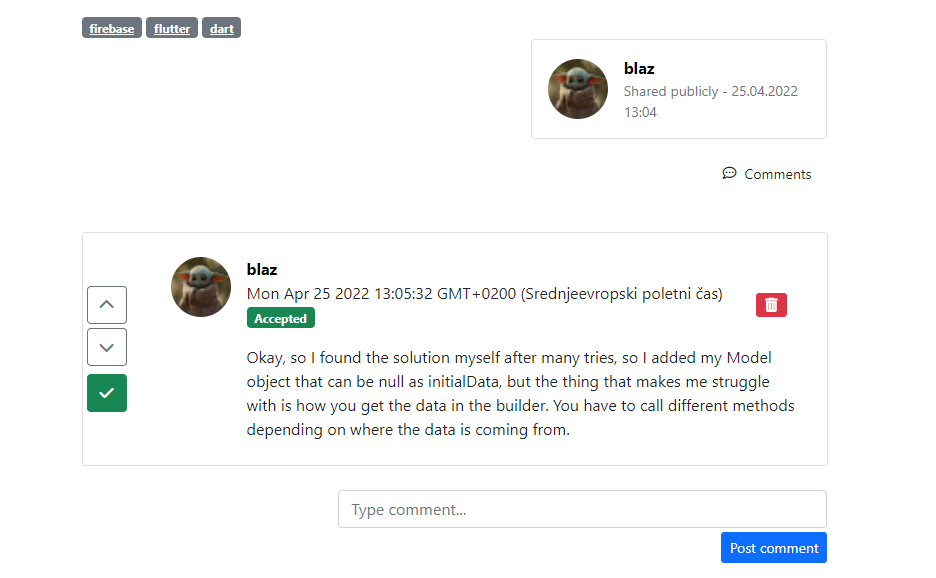 firebase flutter dart
blaz
Shared publicly - 25.04.2022
13:04
Comments
blaz
Mon Apr 25 2022 13:05:32 GMT+0200 (Srednjeevropski poletni čas)
Accepted
Okay, so I found the solution myself after many tries, so I added my Model
object that can be null as initialData, but the thing that makes me struggle
with is how you get the data in the builder. You have to call different methods
depending on where the data is coming from.
Type comment...
Post comment